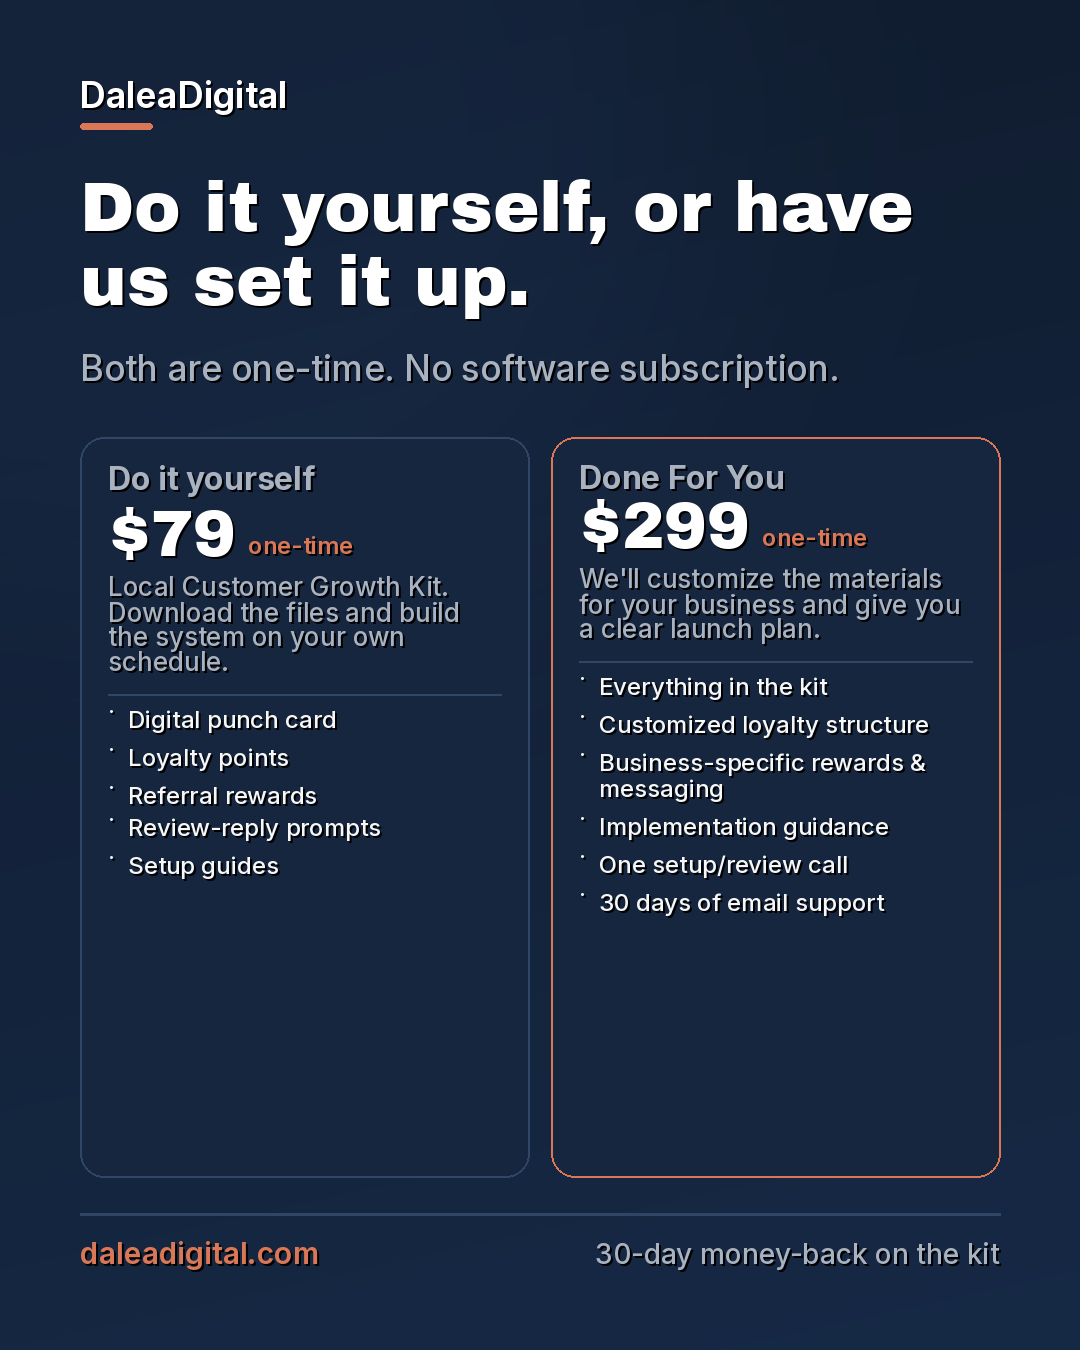 DaleaDigital
Do it yourself, or have
us set it up.
Both are one-time. No software subscription.
Do it yourself
$79 one-time
Local Customer Growth Kit.
Download the files and build
the system on your own
schedule.
· Digital punch card
· Loyalty points
· Referral rewards
· Review-reply prompts
· Setup guides
Done For You
$299 one-time
We'll customize the materials
for your business and give you
a clear launch plan.
· Everything in the kit
· Customized loyalty structure
· Business-specific rewards &
messaging
· Implementation guidance
· One setup/review call
· 30 days of email support
daleadigital.com
30-day money-back on the kit